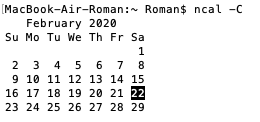 [MacBook-Air-Roman:~ Roman$ ncal -C
February 2020
Su Mo Tu We Th Fr Sa
1
2 3 4 5 6 7 8
9 10 11 12 13 14 15
16 17 18 19 20 21 22
23 24 25 26 27 28 29